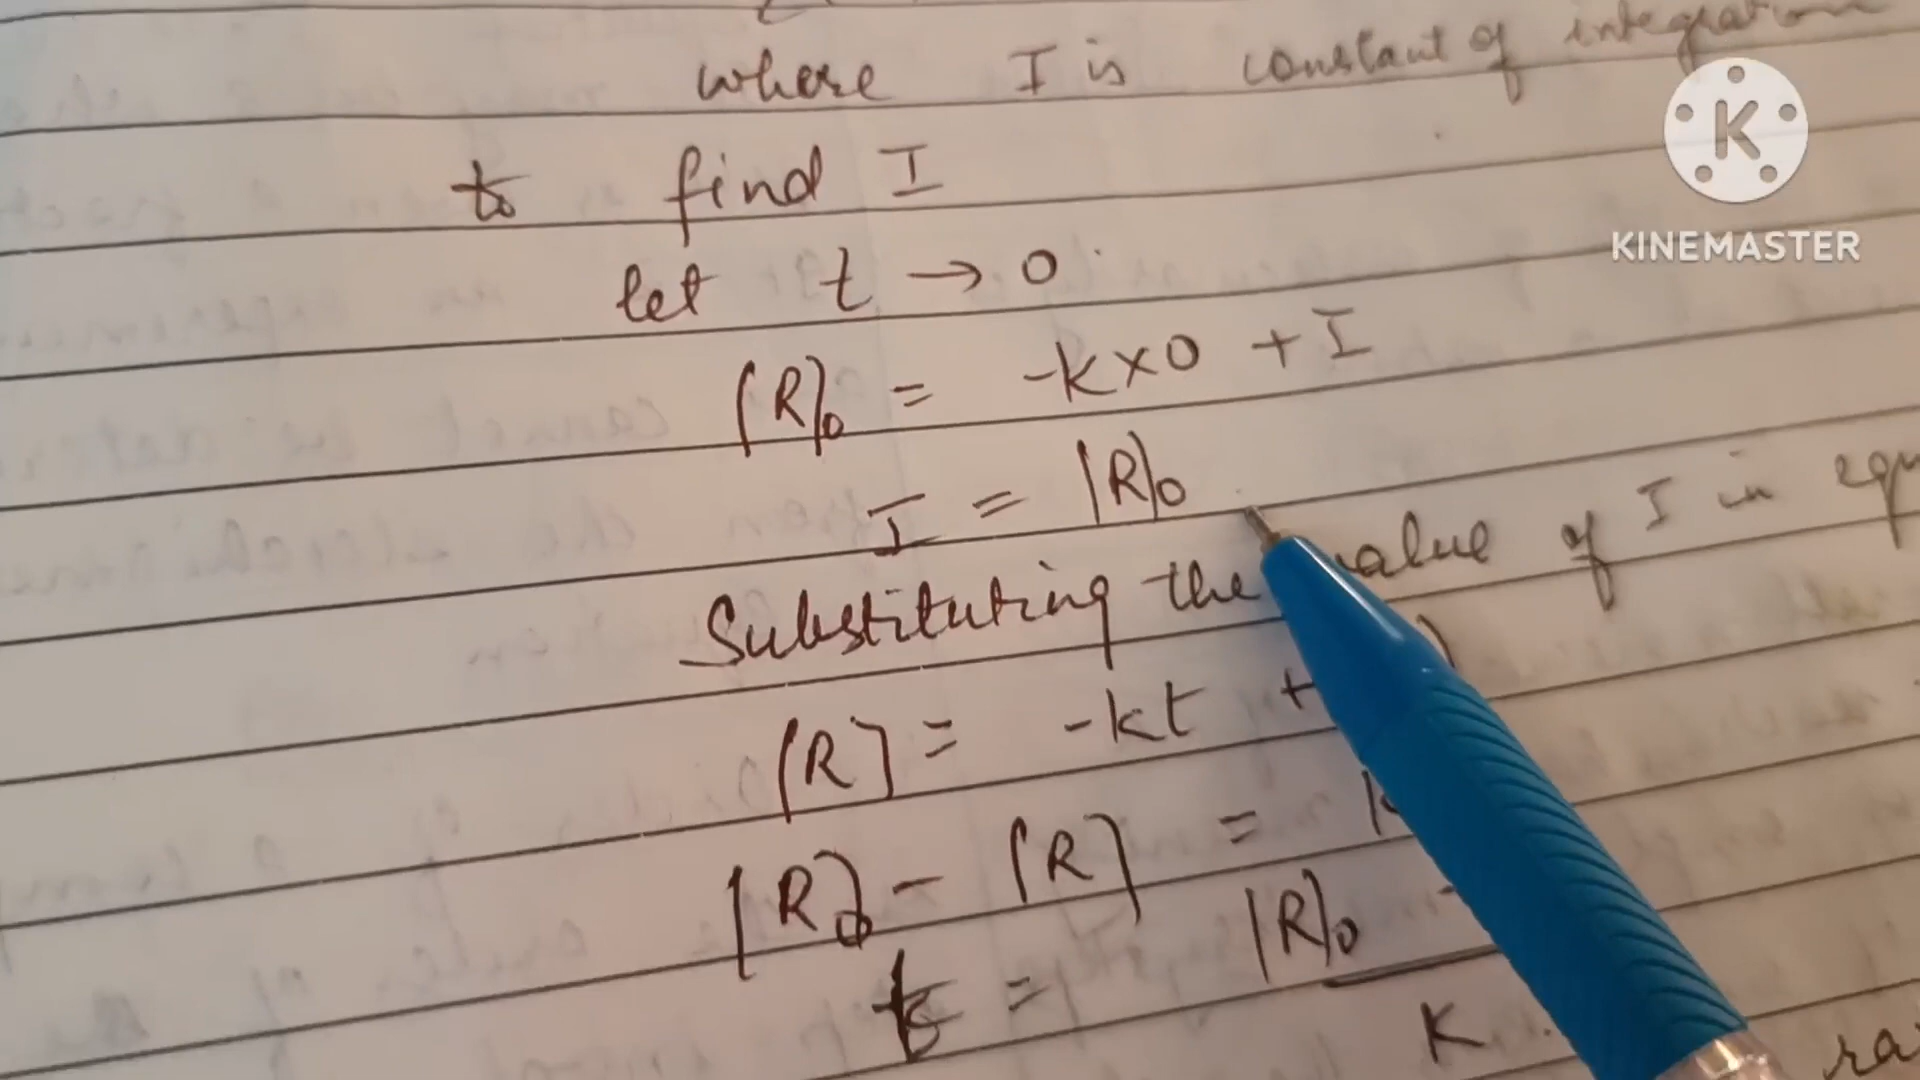 where I is constant of integration
to find I
let t → 0
[R]₀ = -k×0 + I
I = [R]₀
Substituting the value of I in equ
[R] = -kt +
[R]₀ - [R] =
t = [R]₀ -
K
KINEMASTER